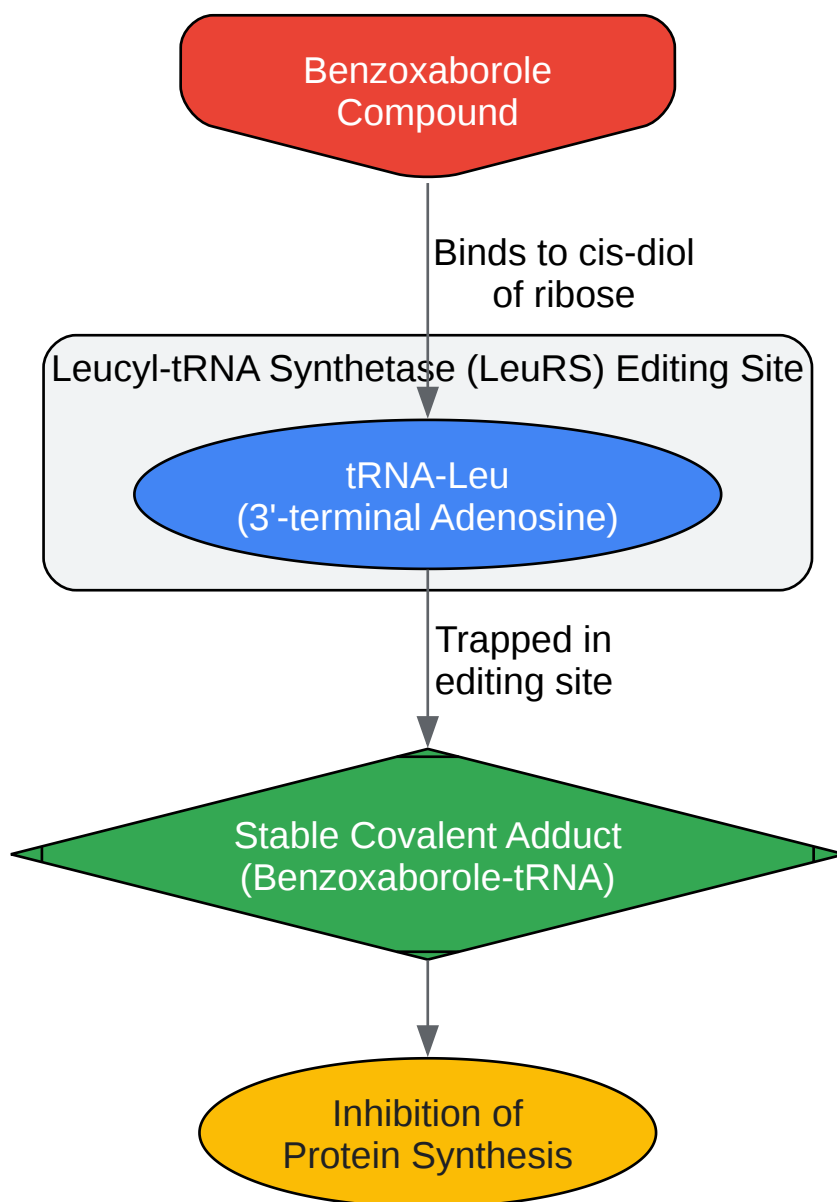 Benzoxaborole
Compound
Binds to cis-diol
of ribose
Leucyl-tRNA Synthetase (LeuRS) Editing Site
tRNA-Leu
(3'-terminal Adenosine)
Trapped in
editing site
Stable Covalent Adduct
(Benzoxaborole-tRNA)
Inhibition of
Protein Synthesis